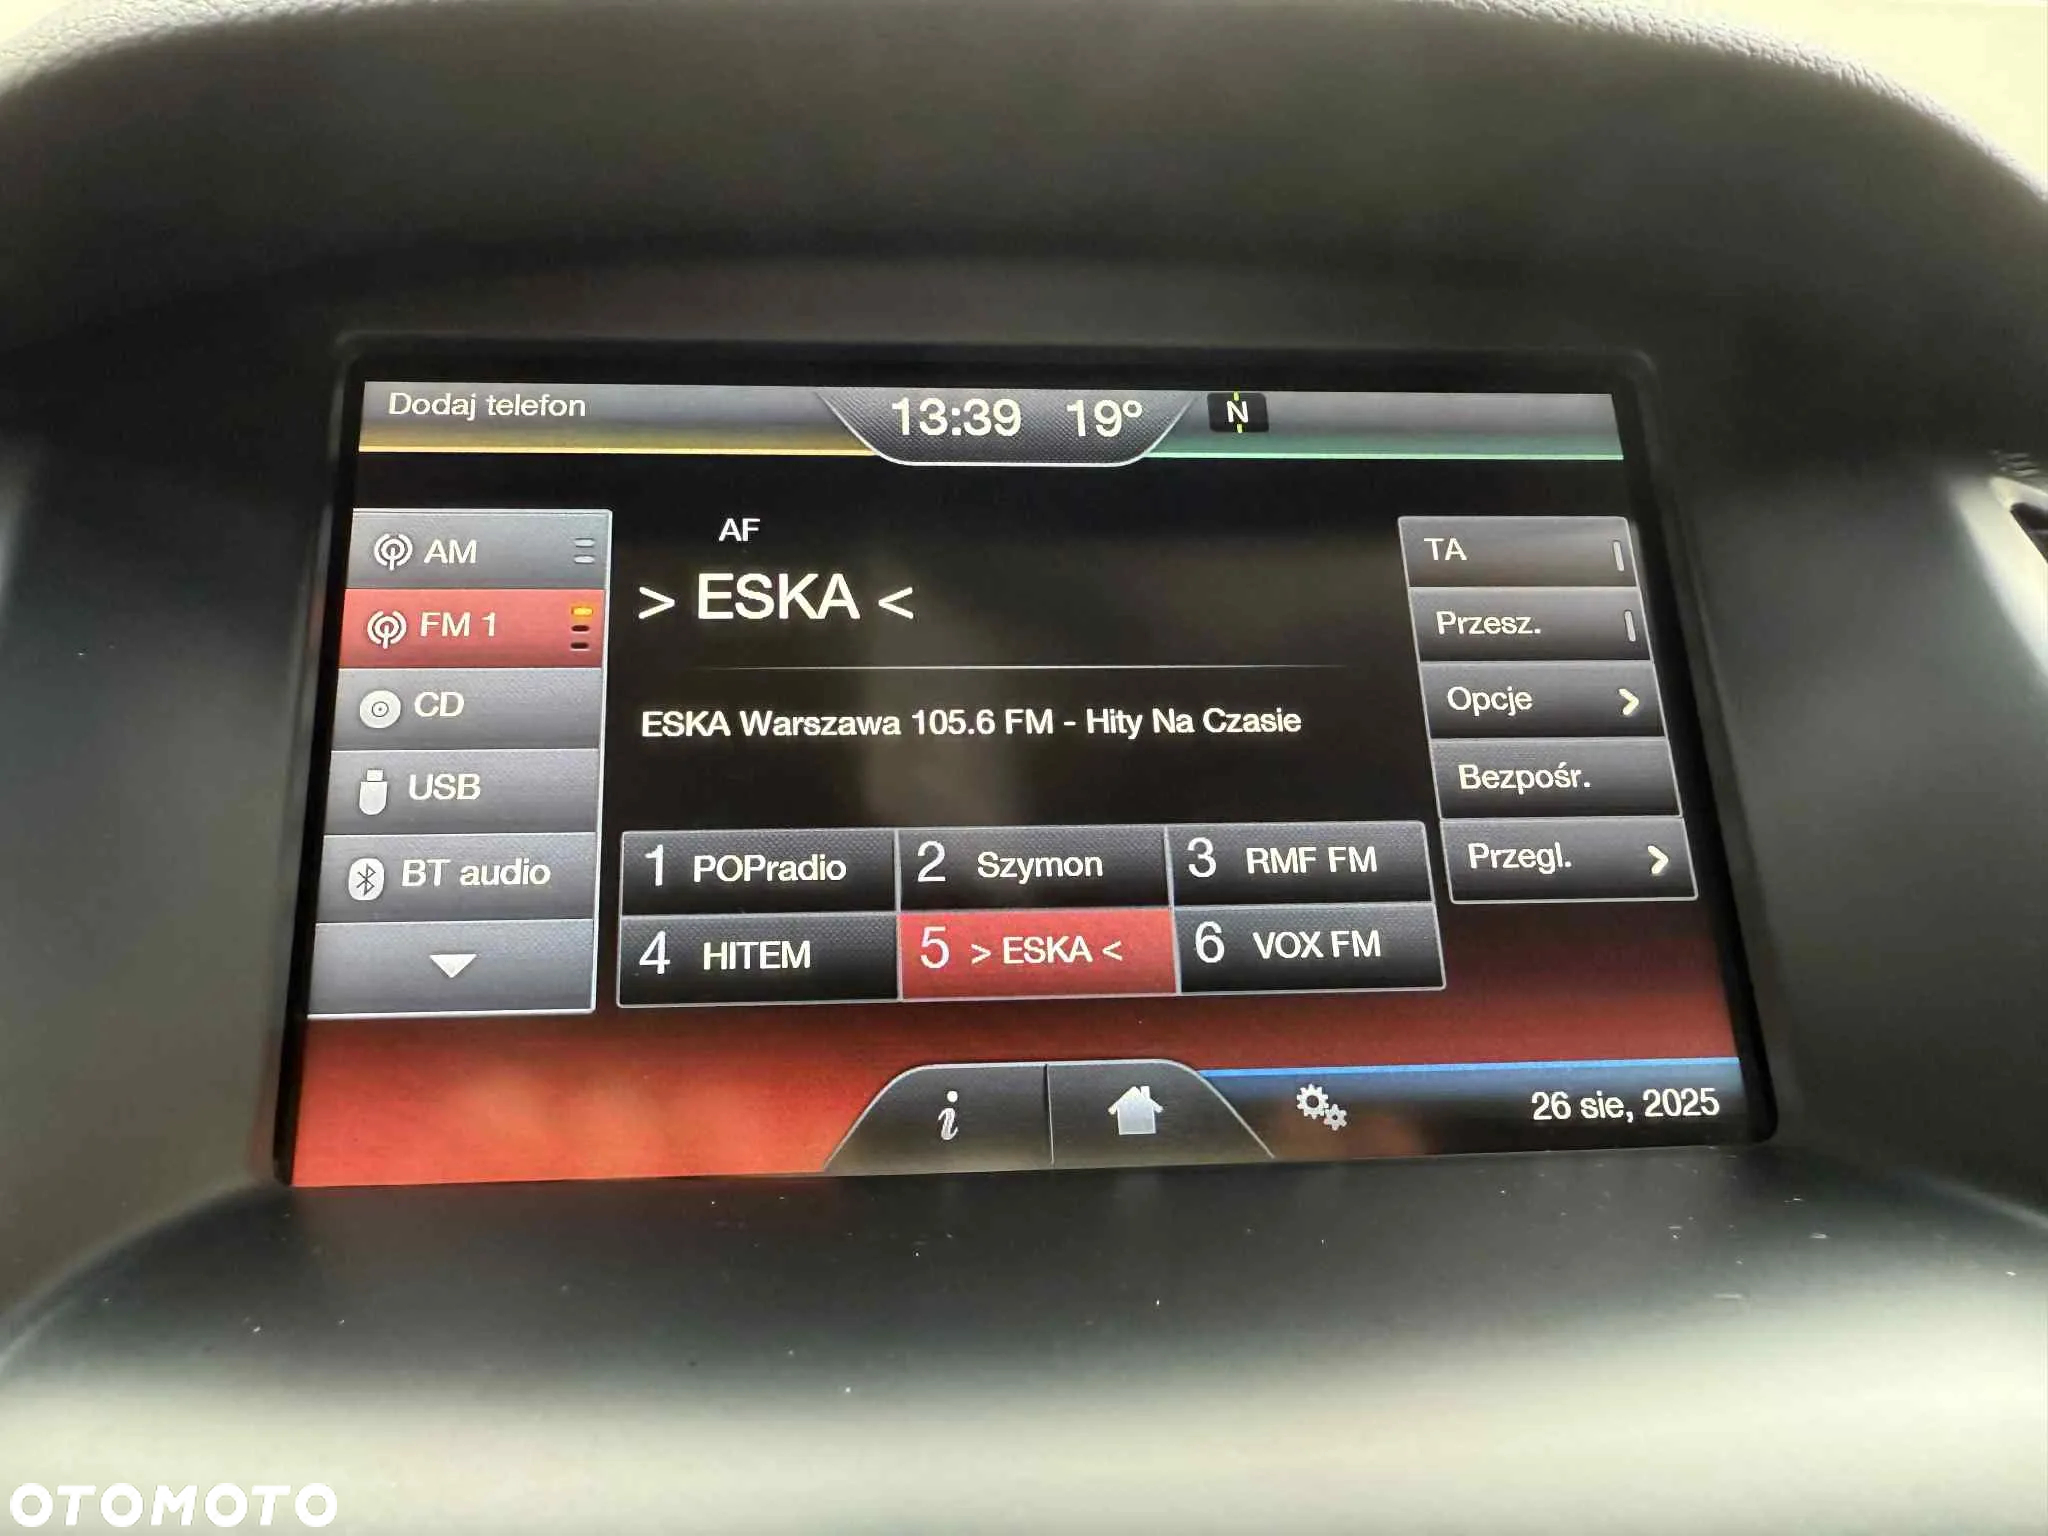 Dodaj telefon
13:39 19°
N
AM
FM 1
CD
USB
BT audio
AF
> ESKA <
ESKA Warszawa 105.6 FM - Hity Na Czasie
1 POPradio
2 Szymon
3 RMF FM
4 HITEM
5 > ESKA <
6 VOX FM
TA
Przesz.
Opcje
Bezpośr.
Przegl.
i
26 sie, 2025
OTOMOTO